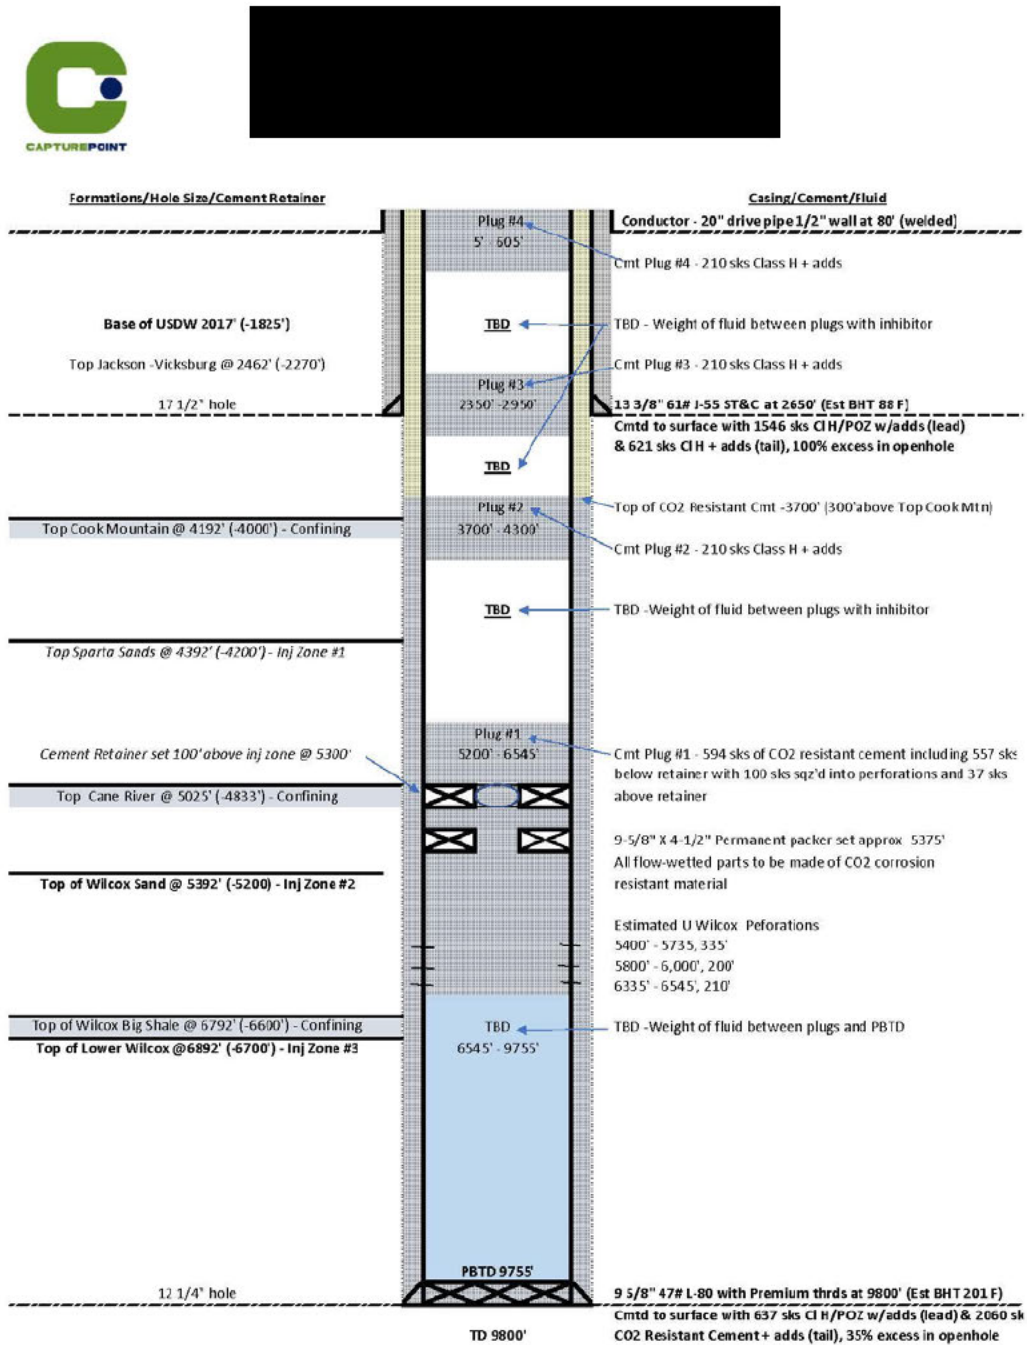 CAPTUREPOINT
Formations/Hole Size/Cement Retainer
Casing/Cement/Fluid
Plug #4
5' - 605'
Conductor - 20" drive pipe 1/2" wall at 80' (welded)
Cmt Plug #4 - 210 sks Class H + adds
Base of USDW 2017' (-1825')
TBD
TBD - Weight of fluid between plugs with inhibitor
Top Jackson -Vicksburg @ 2462' (-2270')
Cmt Plug #3 - 210 sks Class H + adds
Plug #3
17 1/2" hole
2350' -2950'
13 3/8" 61# J-55 ST&C at 2650' (Est BHT 88 F)
Cmtd to surface with 1546 sks Cl H/POZ w/adds (lead)
& 621 sks Cl H + adds (tail), 100% excess in openhole
TBD
Plug #2
Top of CO2 Resistant Cmt -3700' (300'above Top Cook Mtn)
Top Cook Mountain @ 4192' (-4000') - Confining
3700' - 4300'
Cmt Plug #2 - 210 sks Class H + adds
TBD
TBD -Weight of fluid between plugs with inhibitor
Top Sparta Sands @ 4392' (-4200') - Inj Zone #1
Plug #1
Cement Retainer set 100' above inj zone @ 5300'
5200' - 6545'
Cmt Plug #1 - 594 sks of CO2 resistant cement including 557 sks
below retainer with 100 sks sqz'd into perforations and 37 sks
above retainer
Top Cane River @ 5025' (-4833') - Confining
9-5/8" X 4-1/2" Permanent packer set approx 5375'
All flow-wetted parts to be made of CO2 corrosion
resistant material
Top of Wilcox Sand @ 5392' (-5200) - Inj Zone #2
Estimated U Wilcox Peforations
5400' - 5735, 335'
5800' - 6,000', 200'
6335' - 6545', 210'
Top of Wilcox Big Shale @ 6792' (-6600') - Confining
TBD
TBD -Weight of fluid between plugs and PBTD
Top of Lower Wilcox @6892' (-6700') - Inj Zone #3
6545' - 9755'
PBTD 9755'
12 1/4" hole
9 5/8" 47# L-80 with Premium thrds at 9800' (Est BHT 201 F)
Cmtd to surface with 637 sks Cl H/POZ w/adds (lead) & 2060 sk
CO2 Resistant Cement + adds (tail), 35% excess in openhole
TD 9800'